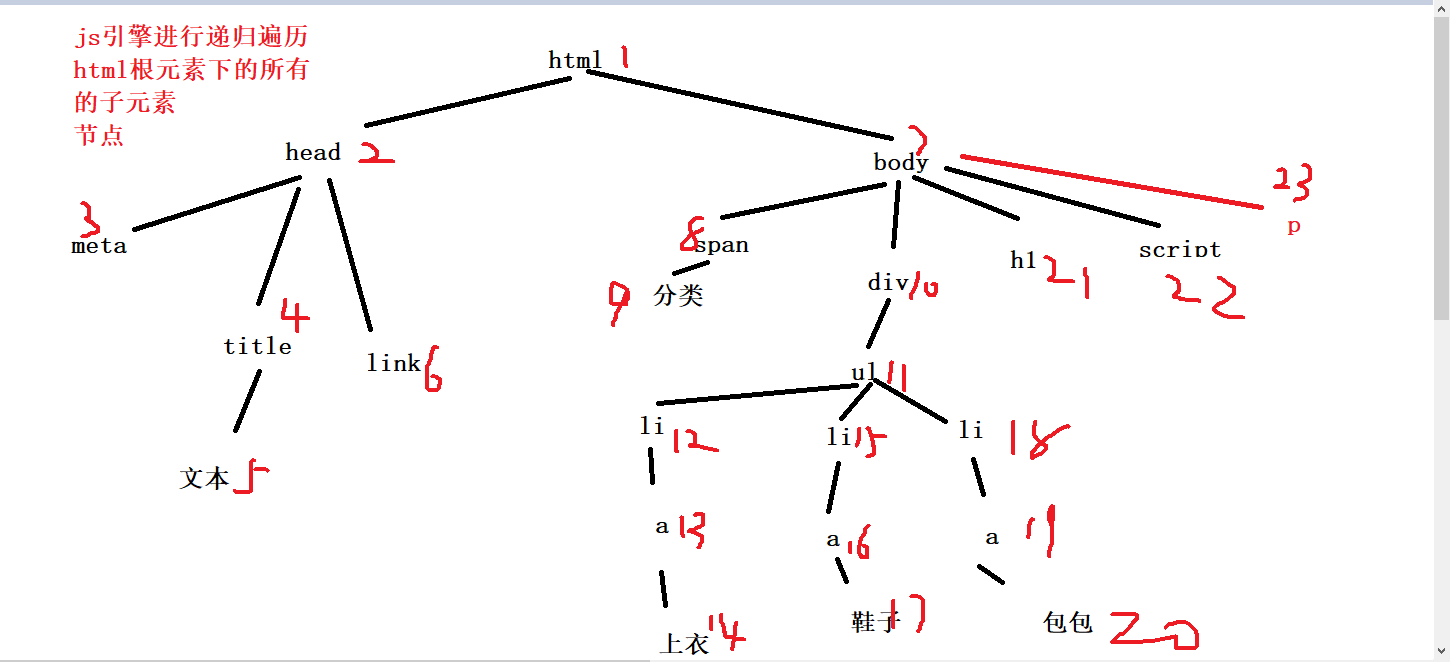 js引擎进行递归遍历
html根元素下的所有
的子元素
节点
html 1
head 2
body 7
meta 3
title 4
文本 5
link 6
span 8
分类 9
div 10
ul 11
li 12
a 13
上衣 14
li 15
a 16
鞋子 17
li 18
a 19
包包 20
h1 21
script 22
p 23